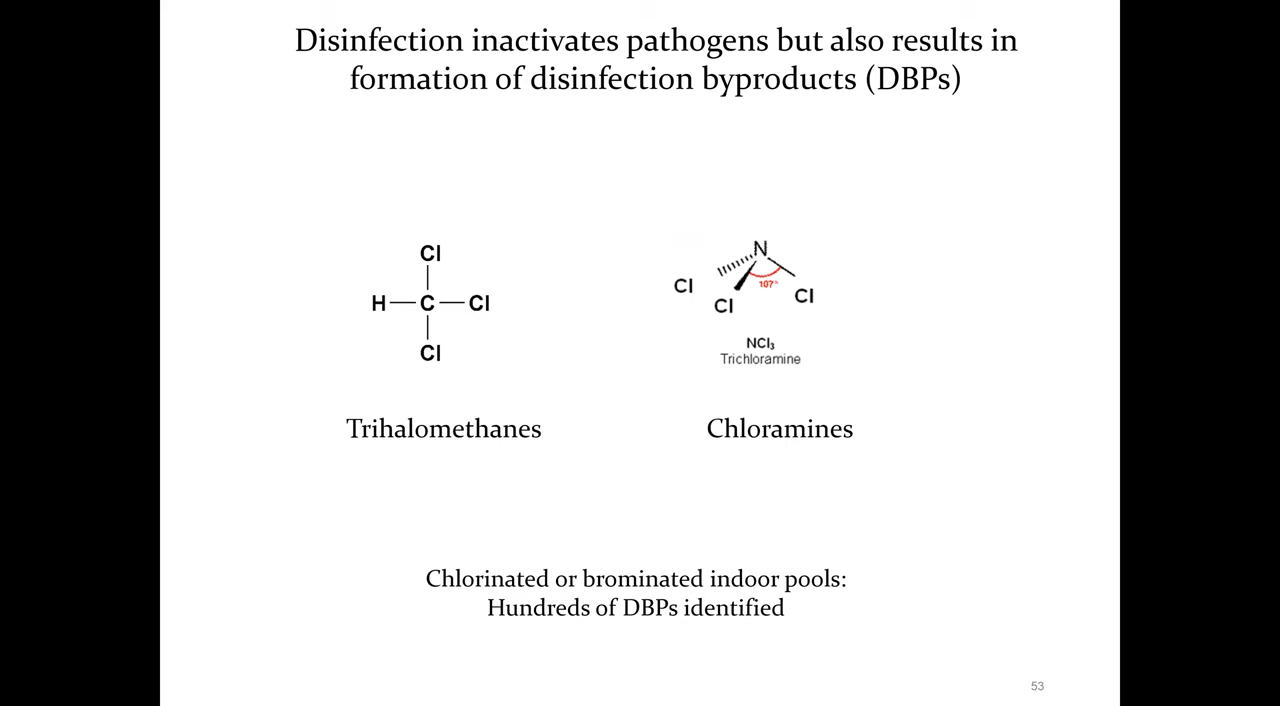 Disinfection inactivates pathogens but also results in
formation of disinfection byproducts (DBPs)
Cl
H C Cl
Cl
N
107°
Cl
Cl
Cl
NCl₃
Trichloramine
Trihalomethanes
Chloramines
Chlorinated or brominated indoor pools:
Hundreds of DBPs identified
53